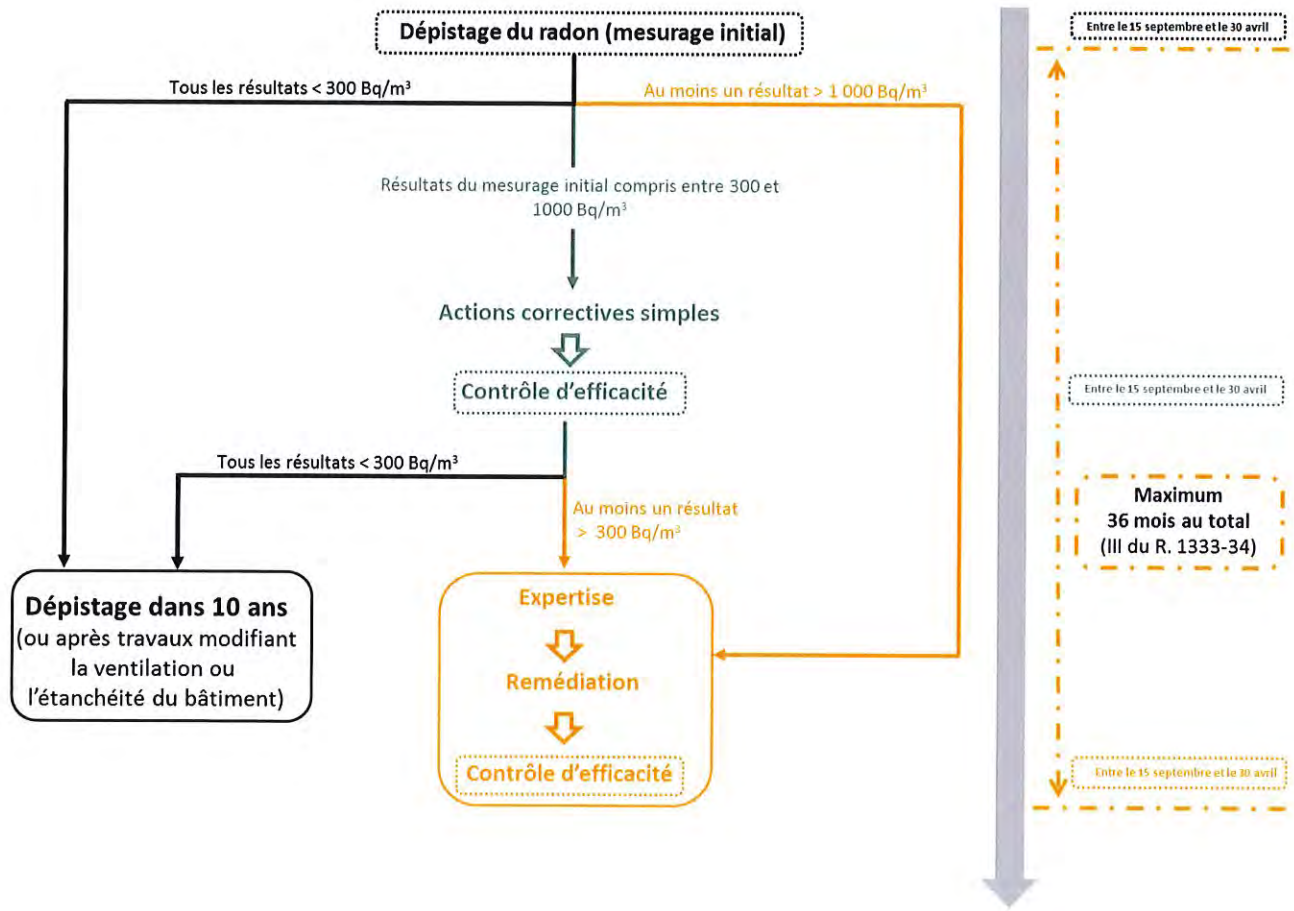 Dépistage du radon (mesurage initial)
Entre le 15 septembre et le 30 avril
Tous les résultats < 300 Bq/m³
Au moins un résultat > 1 000 Bq/m³
Résultats du mesurage initial compris entre 300 et
1000 Bq/m³
Actions correctives simples
Contrôle d'efficacité
Entre le 15 septembre et le 30 avril
Tous les résultats < 300 Bq/m³
Au moins un résultat
> 300 Bq/m³
Maximum
36 mois au total
(III du R. 1333-34)
Dépistage dans 10 ans
(ou après travaux modifiant
la ventilation ou
l'étanchéité du bâtiment)
Expertise
Remédiation
Contrôle d'efficacité
Entre le 15 septembre et le 30 avril